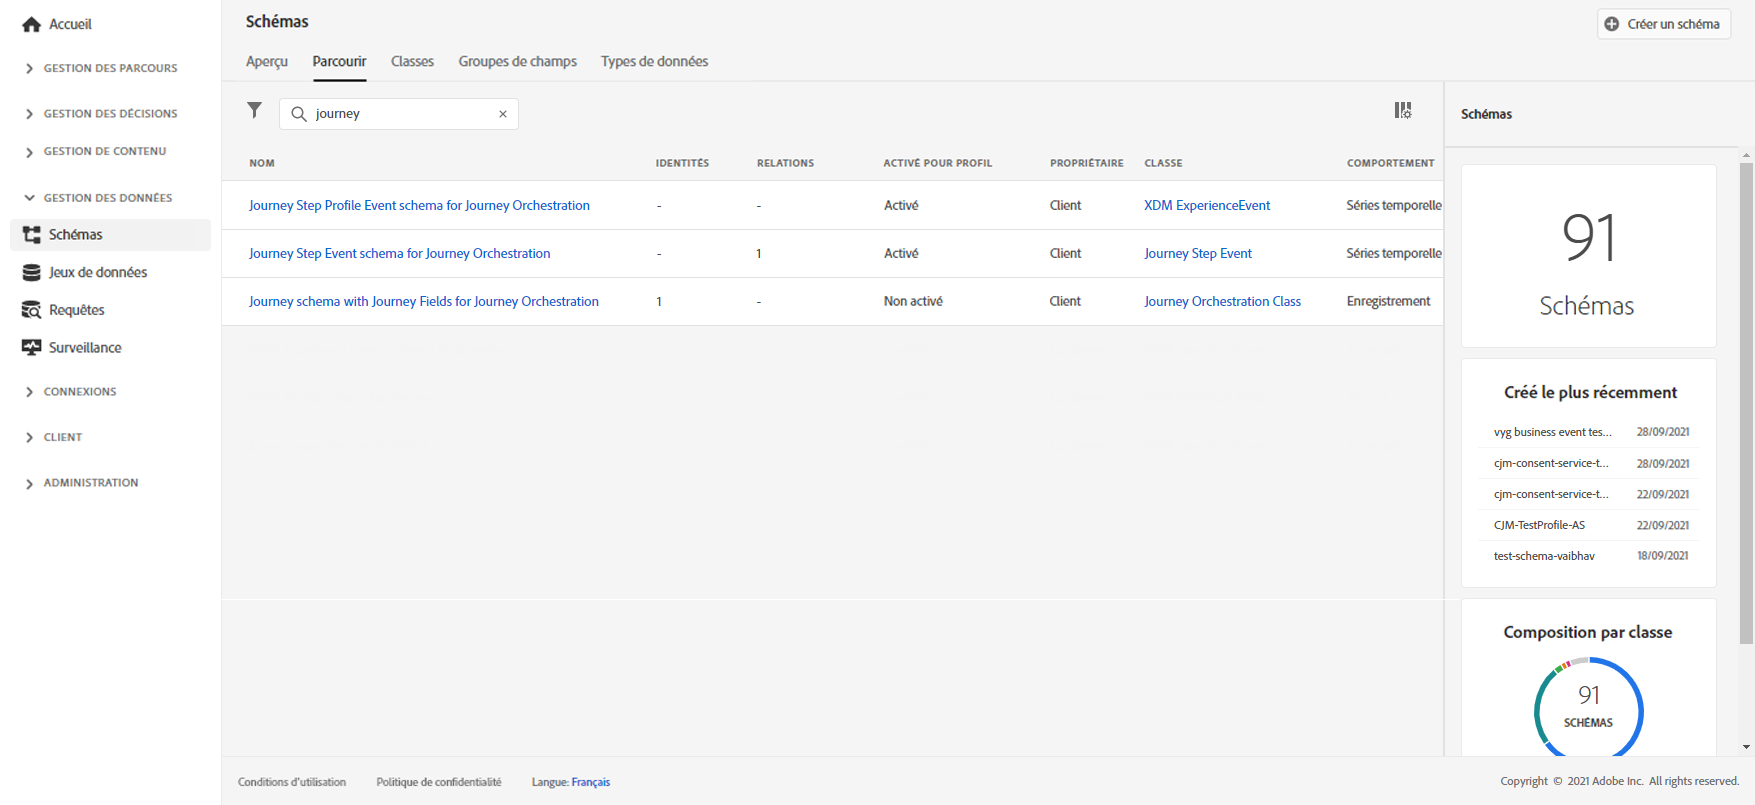 Accueil
GESTION DES PARCOURS
GESTION DES DÉCISIONS
GESTION DE CONTENU
GESTION DES DONNÉES
Schémas
Jeux de données
Requêtes
Surveillance
CONNEXIONS
CLIENT
ADMINISTRATION
Schémas
Créer un schéma
Aperçu Parcourir Classes Groupes de champs Types de données
journey
NOM IDENTITÉS RELATIONS ACTIVÉ POUR PROFIL PROPRIÉTAIRE CLASSE COMPORTEMENT
Journey Step Profile Event schema for Journey Orchestration - - Activé Client XDM ExperienceEvent Séries temporelle
Journey Step Event schema for Journey Orchestration - 1 Activé Client Journey Step Event Séries temporelle
Journey schema with Journey Fields for Journey Orchestration 1 - Non activé Client Journey Orchestration Class Enregistrement
Schémas
91
Schémas
Créé le plus récemment
vyg business event tes... 28/09/2021
cjm-consent-service-t... 28/09/2021
cjm-consent-service-t... 22/09/2021
CJM-TestProfile-AS 22/09/2021
test-schema-vaibhav 18/09/2021
Composition par classe
91
SCHÉMAS
Conditions d'utilisation Politique de confidentialité Langue: Français
Copyright © 2021 Adobe Inc. All rights reserved.